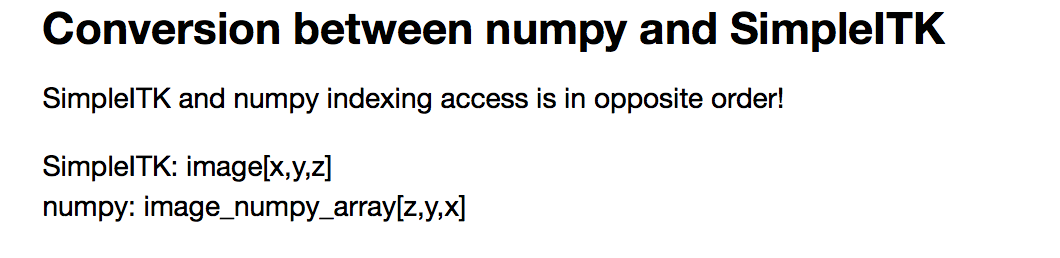 Conversion between numpy and SimpleITK
SimpleITK and numpy indexing access is in opposite order!
SimpleITK: image[x,y,z]
numpy: image_numpy_array[z,y,x]